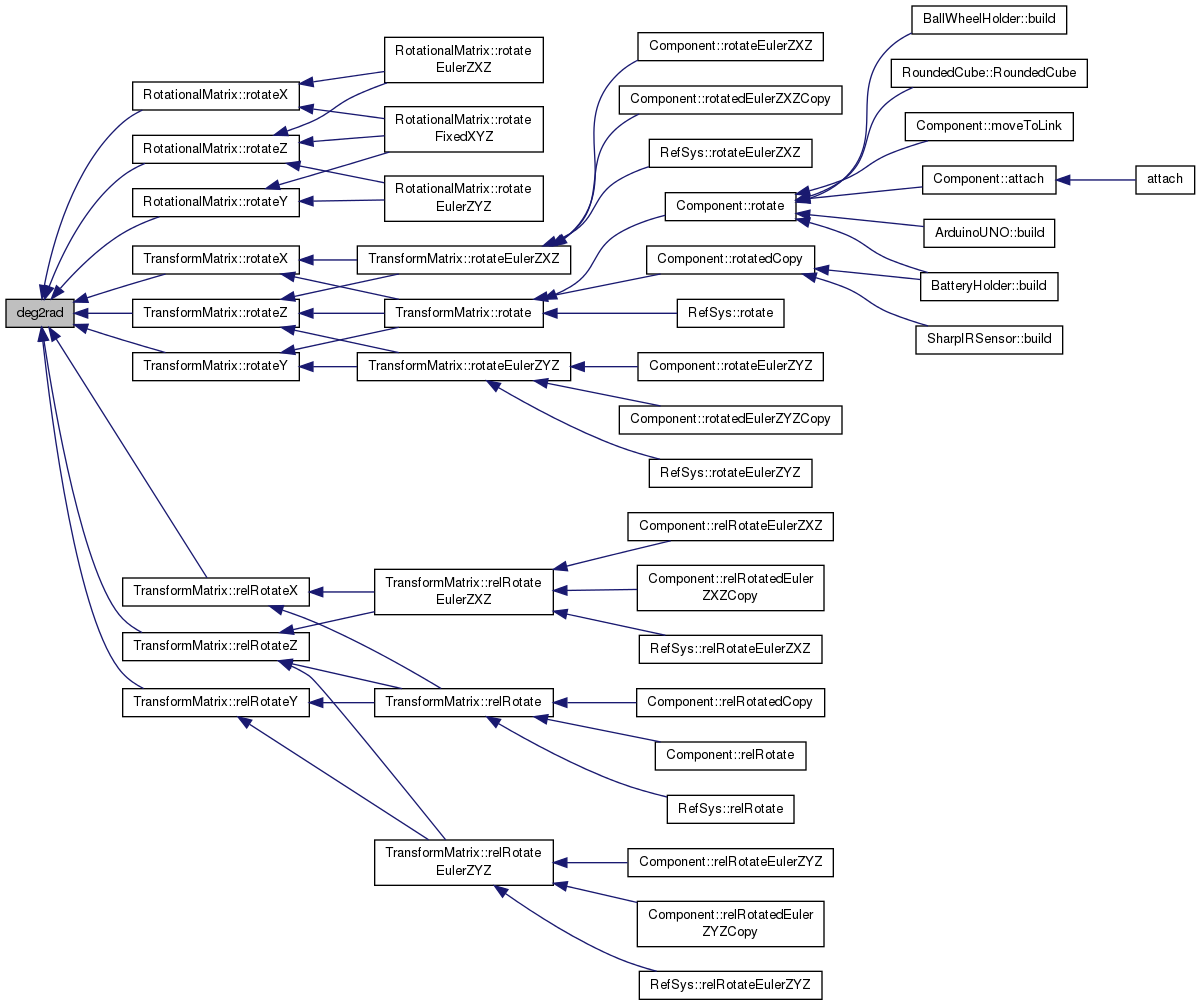 deg2rad
RotationalMatrix::rotateX
RotationalMatrix::rotateZ
RotationalMatrix::rotateY
TransformMatrix::rotateX
TransformMatrix::rotateZ
TransformMatrix::rotateY
TransformMatrix::relRotateX
TransformMatrix::relRotateZ
TransformMatrix::relRotateY
RotationalMatrix::rotate
EulerZXZ
RotationalMatrix::rotate
FixedXYZ
RotationalMatrix::rotate
EulerZYZ
TransformMatrix::rotateEulerZXZ
TransformMatrix::rotate
TransformMatrix::rotateEulerZYZ
TransformMatrix::relRotate
EulerZXZ
TransformMatrix::relRotate
TransformMatrix::relRotate
EulerZYZ
Component::rotateEulerZXZ
Component::rotatedEulerZXZCopy
RefSys::rotateEulerZXZ
Component::rotate
Component::rotatedCopy
RefSys::rotate
Component::rotateEulerZYZ
Component::rotatedEulerZYZCopy
RefSys::rotateEulerZYZ
Component::relRotateEulerZXZ
Component::relRotatedEuler
ZXZCopy
RefSys::relRotateEulerZXZ
Component::relRotatedCopy
Component::relRotate
RefSys::relRotate
Component::relRotateEulerZYZ
Component::relRotatedEuler
ZYZCopy
RefSys::relRotateEulerZYZ
BallWheelHolder::build
RoundedCube::RoundedCube
Component::moveToLink
Component::attach
ArduinoUNO::build
BatteryHolder::build
SharpIRSensor::build
attach